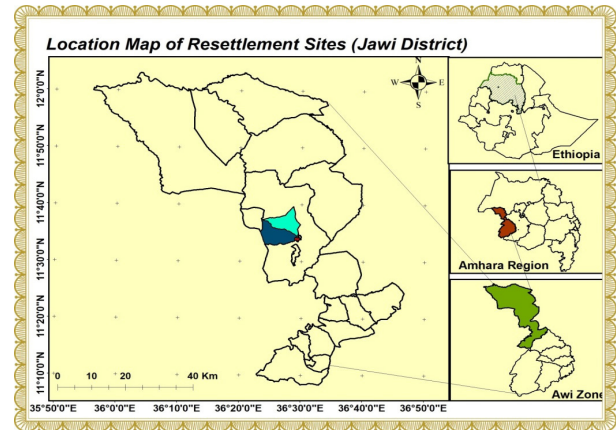 Location Map of Resettlement Sites (Jawi District)
N
W E
S
Ethiopia
Amhara Region
Awi Zone
12°0'0"N
11°50'0"N
11°40'0"N
11°30'0"N
11°20'0"N
11°10'0"N
0 10 20 40 Km
35°50'0"E 36°0'0"E 36°10'0"E 36°20'0"E 36°30'0"E 36°40'0"E 36°50'0"E